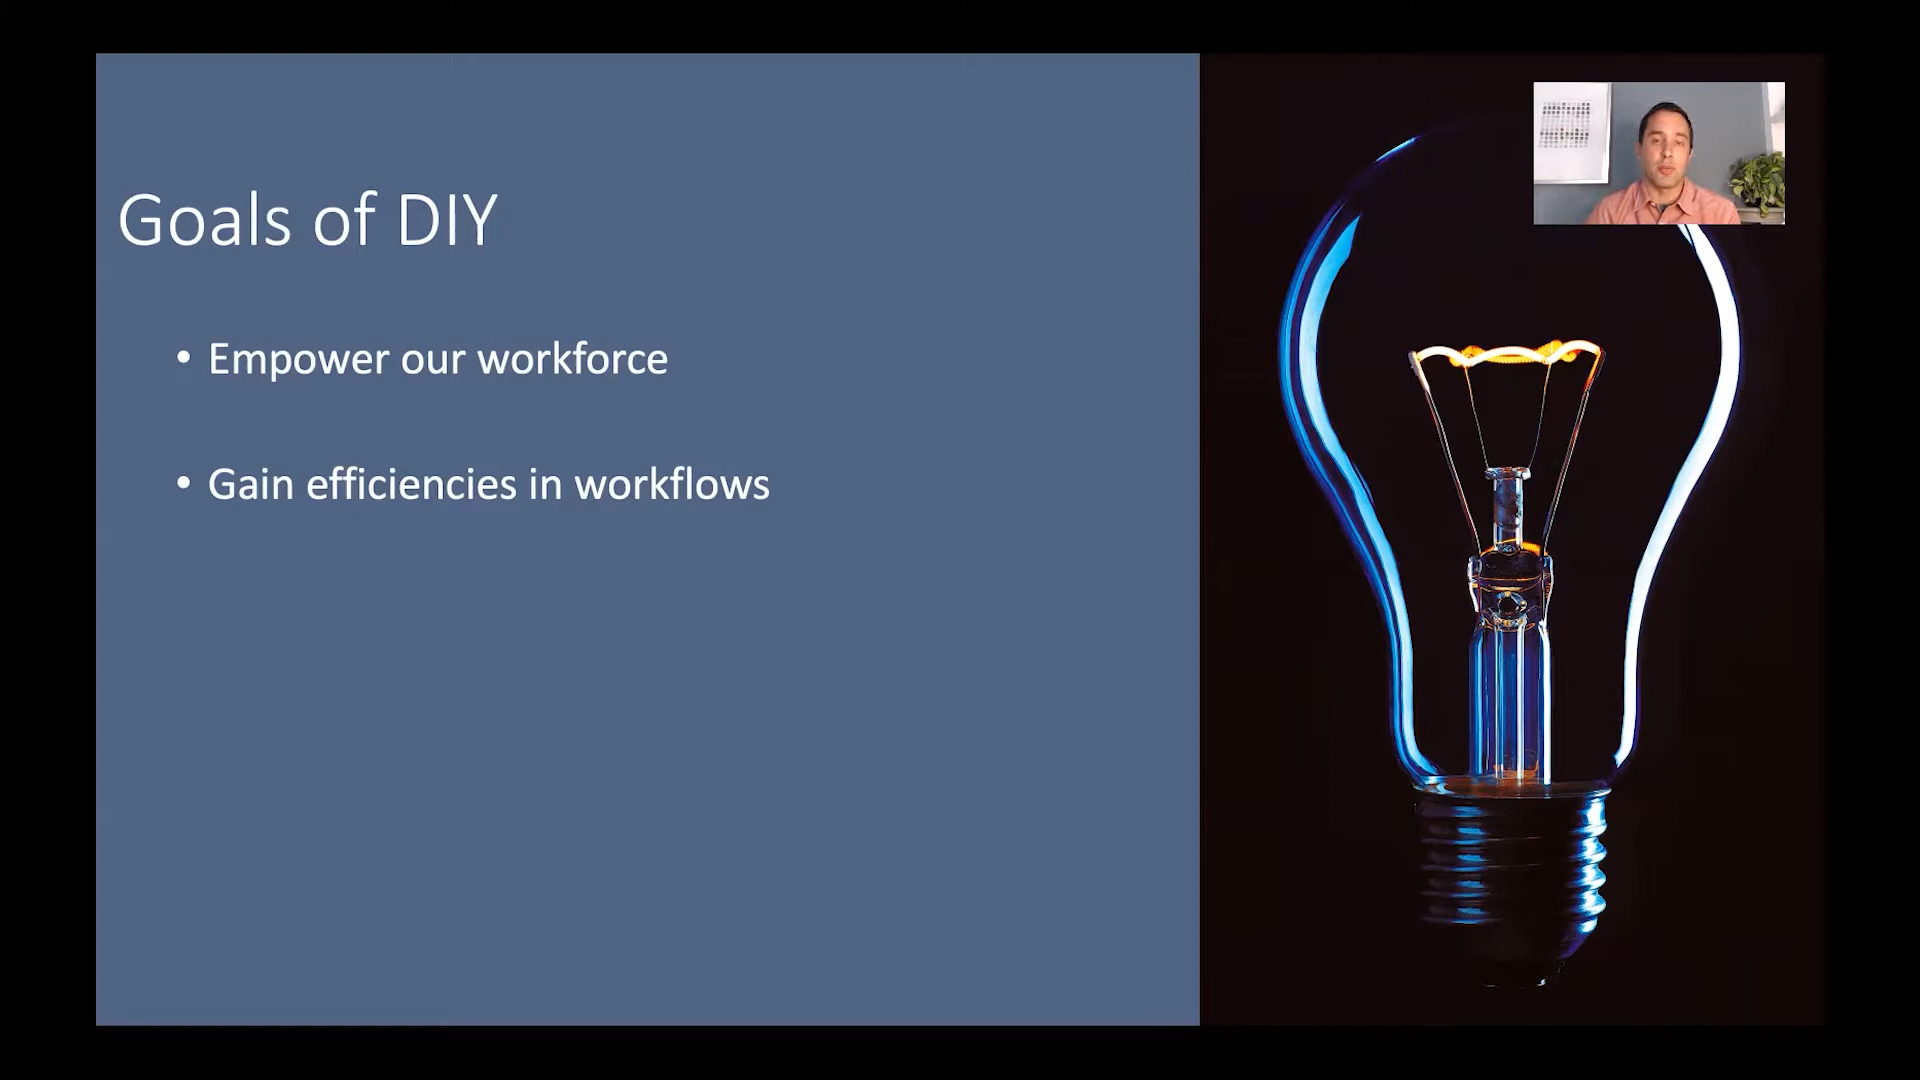 Goals of DIY
• Empower our workforce
• Gain efficiencies in workflows